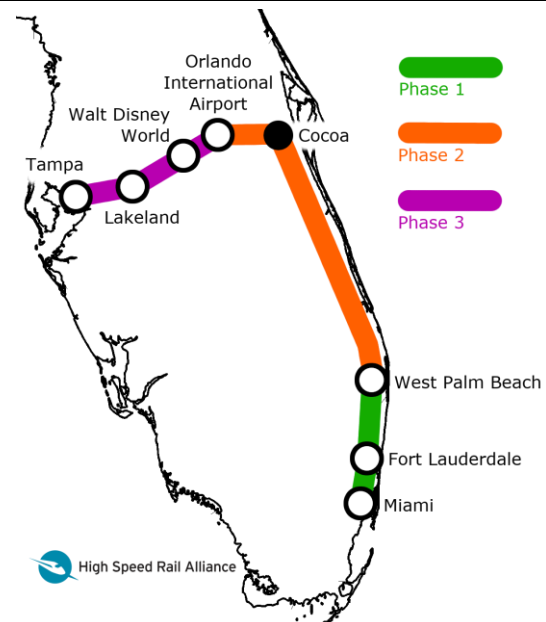 Orlando
International
Airport
Walt Disney
World
Cocoa
Tampa
Lakeland
Phase 1
Phase 2
Phase 3
West Palm Beach
Fort Lauderdale
Miami
High Speed Rail Alliance